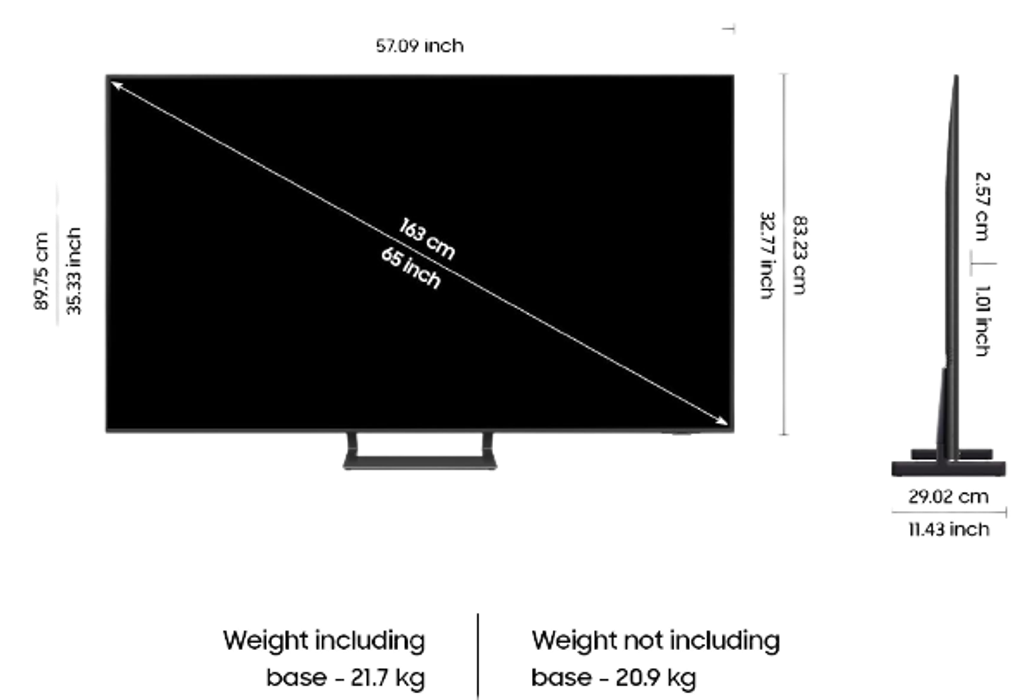 57.09 inch
163 cm
65 inch
89.75 cm
35.33 inch
32.77 inch
83.23 cm
2.57 cm
1.01 inch
29.02 cm
11.43 inch
Weight including
base - 21.7 kg
Weight not including
base - 20.9 kg